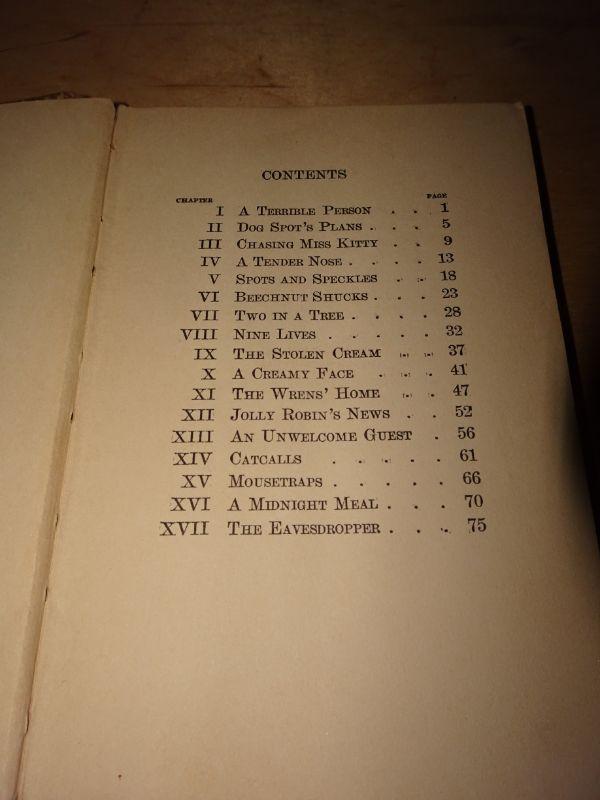 CONTENTS
CHAPTER PAGE
I A TERRIBLE PERSON . . . 1
II DOG SPOT'S PLANS . . . 5
III CHASING MISS KITTY . . 9
IV A TENDER NOSE . . . . 13
V SPOTS AND SPECKLES . . . 18
VI BEECHNUT SHUCKS . . . 23
VII TWO IN A TREE . . . . 28
VIII NINE LIVES . . . . . 32
IX THE STOLEN CREAM . . . 37
X A CREAMY FACE . . . 41
XI THE WRENS' HOME . . . 47
XII JOLLY ROBIN'S NEWS . . 52
XIII AN UNWELCOME GUEST . 56
XIV CATCALLS . . . . . 61
XV MOUSETRAPS . . . . . 66
XVI A MIDNIGHT MEAL . . . 70
XVII THE EAVESDROPPER . . . 75